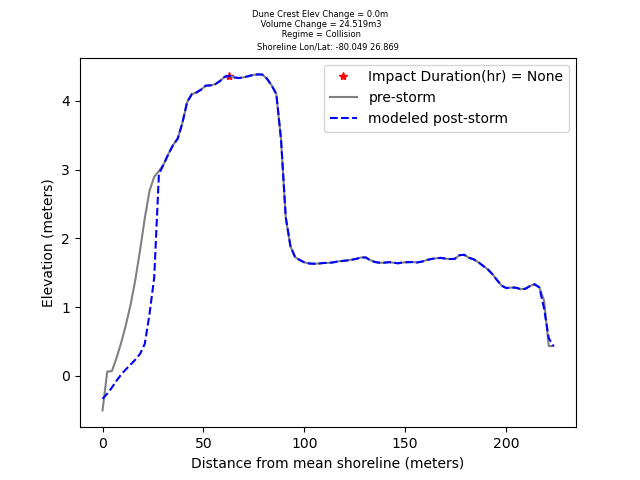 Dune Crest Elev Change = 0.0m
Volume Change = 24.519m3
Regime = Collision
Shoreline Lon/Lat: -80.049 26.869
Impact Duration(hr) = None
pre-storm
modeled post-storm
Elevation (meters)
4
3
2
1
0
0 50 100 150 200
Distance from mean shoreline (meters)